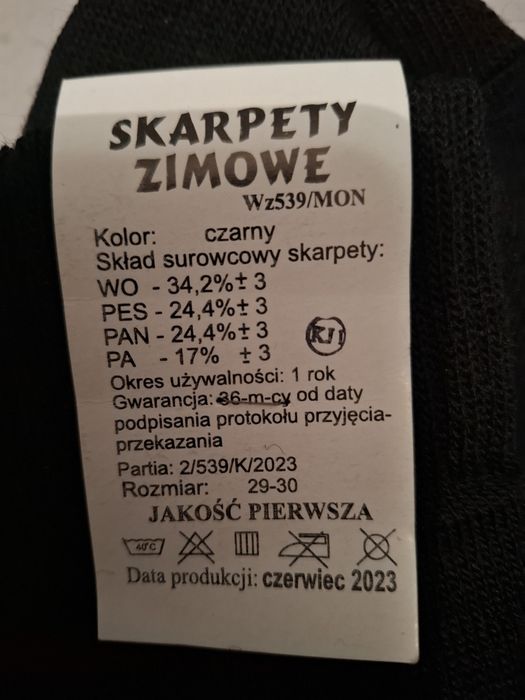 SKARPETY
ZIMOWE
Wz539/MON
Kolor: czarny
Skład surowcowy skarpety:
WO - 34,2%± 3
PES - 24,4%± 3
PAN - 24,4%± 3
PA - 17% ± 3
KJ1
Okres używalności: 1 rok
Gwarancja: 36-m-cy od daty
podpisania protokołu przyjęcia-
przekazania
Partia: 2/539/K/2023
Rozmiar: 29-30
JAKOŚĆ PIERWSZA
40°C
Data produkcji: czerwiec 2023